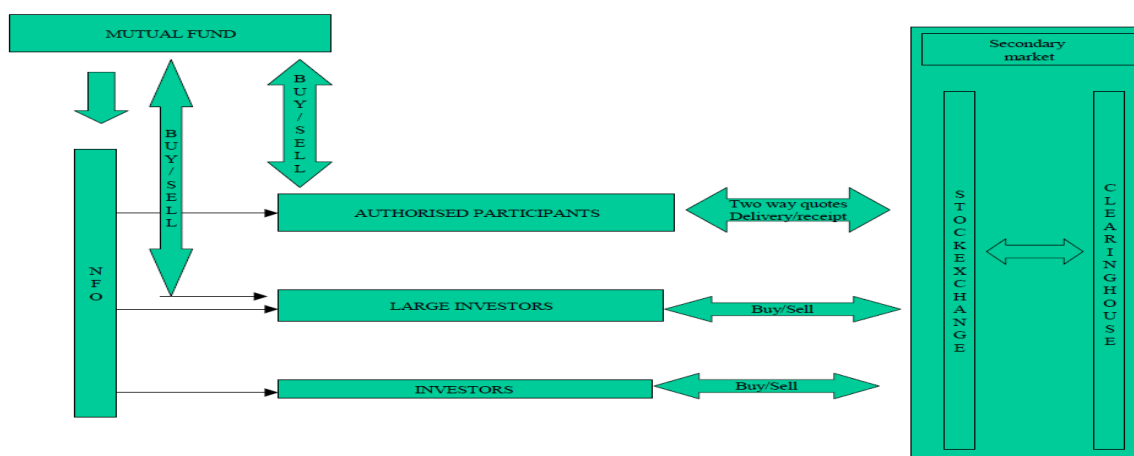 MUTUAL FUND
Secondary
market
BUY/SELL
BUY/SELL
NFO
AUTHORISED PARTICIPANTS
Two way quotes
Delivery/receipt
LARGE INVESTORS
Buy/Sell
INVESTORS
Buy/Sell
STOCKEXCHANGE
CLEARINGHOUSE